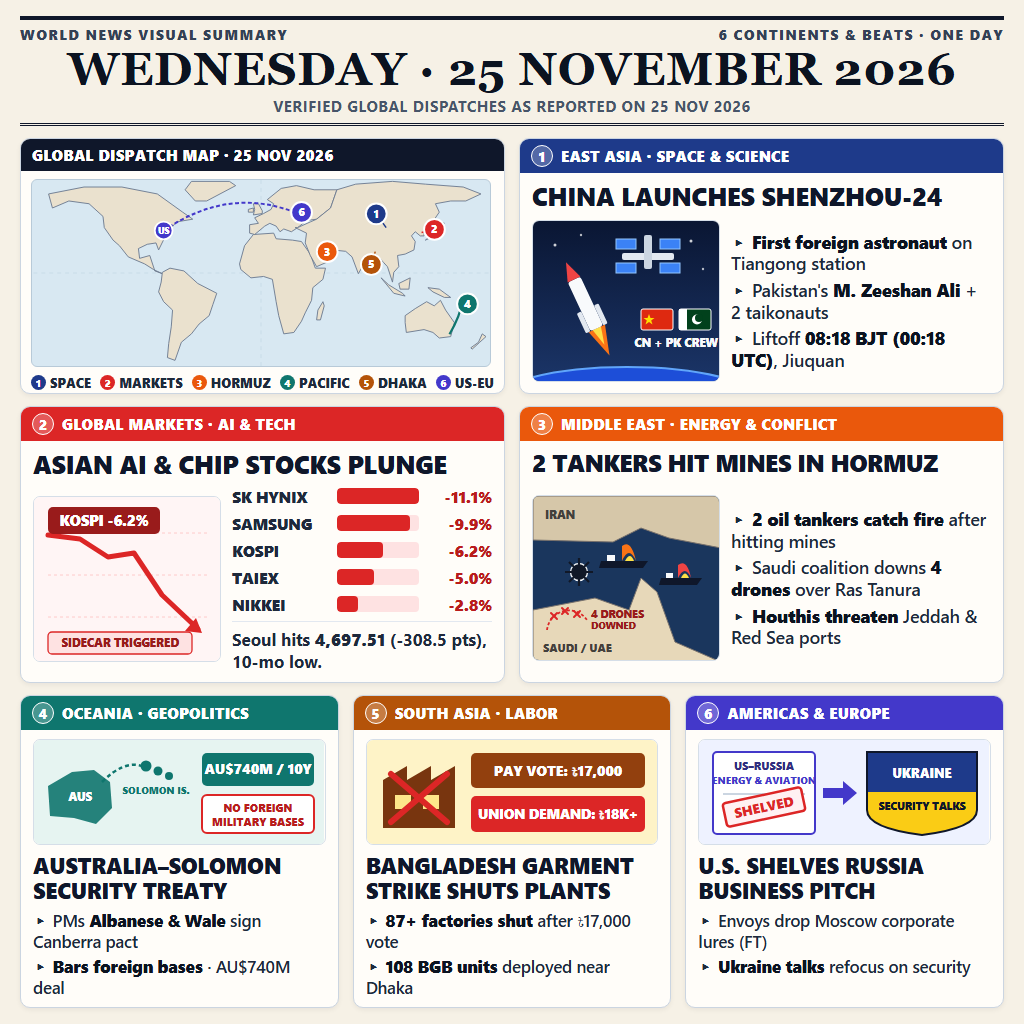 WORLD NEWS VISUAL SUMMARY
6 CONTINENTS & BEATS · ONE DAY
WEDNESDAY · 25 NOVEMBER 2026
VERIFIED GLOBAL DISPATCHES AS REPORTED ON 25 NOV 2026
GLOBAL DISPATCH MAP · 25 NOV 2026
US
6
1
2
3
5
4
1 SPACE 2 MARKETS 3 HORMUZ 4 PACIFIC 5 DHAKA 6 US-EU
1 EAST ASIA · SPACE & SCIENCE
CHINA LAUNCHES SHENZHOU-24
CN + PK CREW
▸ First foreign astronaut on
Tiangong station
▸ Pakistan's M. Zeeshan Ali +
2 taikonauts
▸ Liftoff 08:18 BJT (00:18
UTC), Jiuquan
2 GLOBAL MARKETS · AI & TECH
ASIAN AI & CHIP STOCKS PLUNGE
KOSPI -6.2%
SIDECAR TRIGGERED
SK HYNIX -11.1%
SAMSUNG -9.9%
KOSPI -6.2%
TAIEX -5.0%
NIKKEI -2.8%
Seoul hits 4,697.51 (-308.5 pts),
10-mo low.
3 MIDDLE EAST · ENERGY & CONFLICT
2 TANKERS HIT MINES IN HORMUZ
IRAN
4 DRONES
DOWNED
SAUDI / UAE
▸ 2 oil tankers catch fire after
hitting mines
▸ Saudi coalition downs 4
drones over Ras Tanura
▸ Houthis threaten Jeddah &
Red Sea ports
4 OCEANIA · GEOPOLITICS
AUS
SOLOMON IS.
AU$740M / 10Y
NO FOREIGN
MILITARY BASES
AUSTRALIA–SOLOMON
SECURITY TREATY
▸ PMs Albanese & Wale sign
Canberra pact
▸ Bars foreign bases · AU$740M
deal
5 SOUTH ASIA · LABOR
PAY VOTE: ৳17,000
UNION DEMAND: ৳18K+
BANGLADESH GARMENT
STRIKE SHUTS PLANTS
▸ 87+ factories shut after ৳17,000
vote
▸ 108 BGB units deployed near
Dhaka
6 AMERICAS & EUROPE
US–RUSSIA
ENERGY & AVIATION
SHELVED
UKRAINE
SECURITY TALKS
U.S. SHELVES RUSSIA
BUSINESS PITCH
▸ Envoys drop Moscow corporate
lures (FT)
▸ Ukraine talks refocus on security